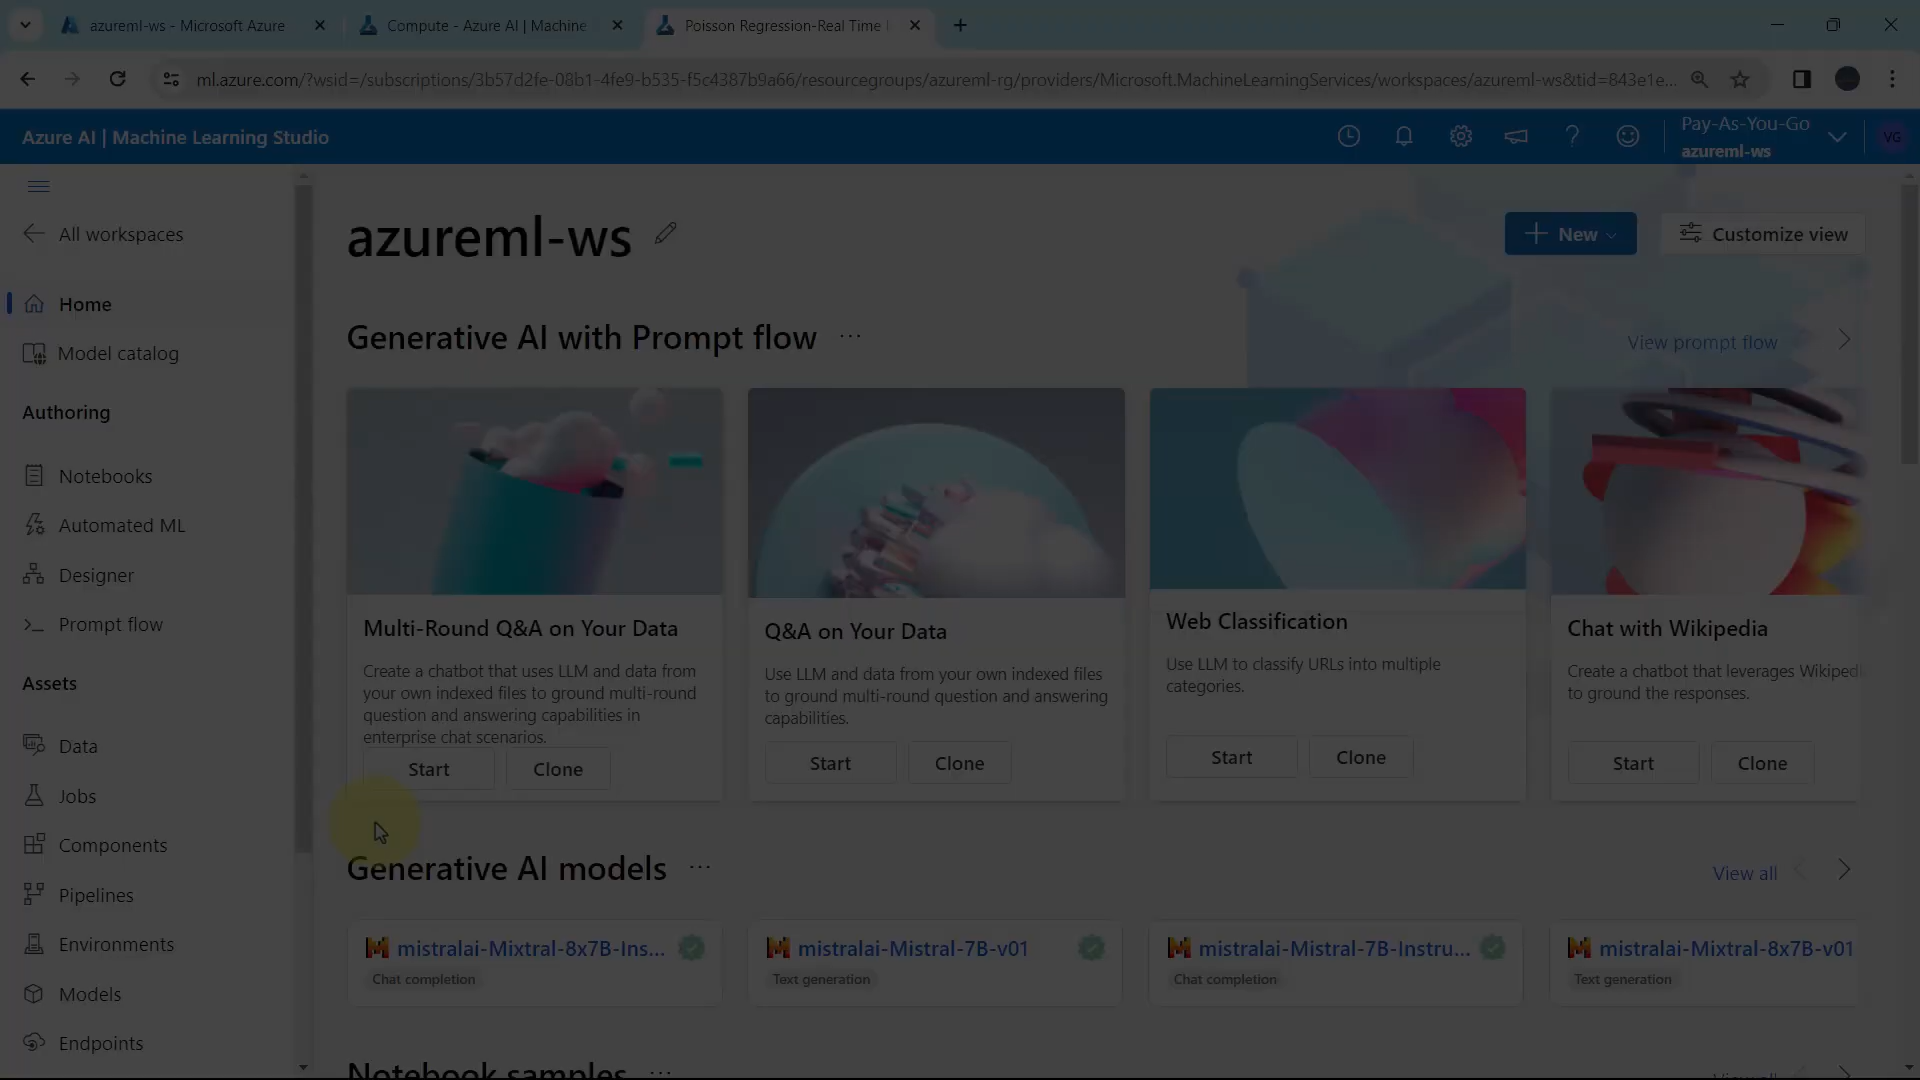 azureml-ws - Microsoft Azure
Compute - Azure AI | Machine
Poisson Regression-Real Time
ml.azure.com/?wsid=/subscriptions/3b57d2fe-08b1-4fe9-b535-f5c4387b9a66/resourcegroups/azureml-rg/providers/Microsoft.MachineLearningServices/workspaces/azureml-ws&tid=843e1e...
Azure AI | Machine Learning Studio
Pay-As-You-Go
azureml-ws
VG
All workspaces
Home
Model catalog
Authoring
Notebooks
Automated ML
Designer
Prompt flow
Assets
Data
Jobs
Components
Pipelines
Environments
Models
Endpoints
azureml-ws
New
Customize view
Generative AI with Prompt flow ...
View prompt flow
Multi-Round Q&A on Your Data
Create a chatbot that uses LLM and data from
your own indexed files to ground multi-round
question and answering capabilities in
enterprise chat scenarios.
Start
Clone
Q&A on Your Data
Use LLM and data from your own indexed files
to ground multi-round question and answering
capabilities.
Start
Clone
Web Classification
Use LLM to classify URLs into multiple
categories.
Start
Clone
Chat with Wikipedia
Create a chatbot that leverages Wikipedi
to ground the responses.
Start
Clone
Generative AI models ...
View all
mistralai-Mixtral-8x7B-Ins...
Chat completion
mistralai-Mistral-7B-v01
Text generation
mistralai-Mistral-7B-Instru...
Chat completion
mistralai-Mixtral-8x7B-v01
Text generation
Notebook samples ...
View all